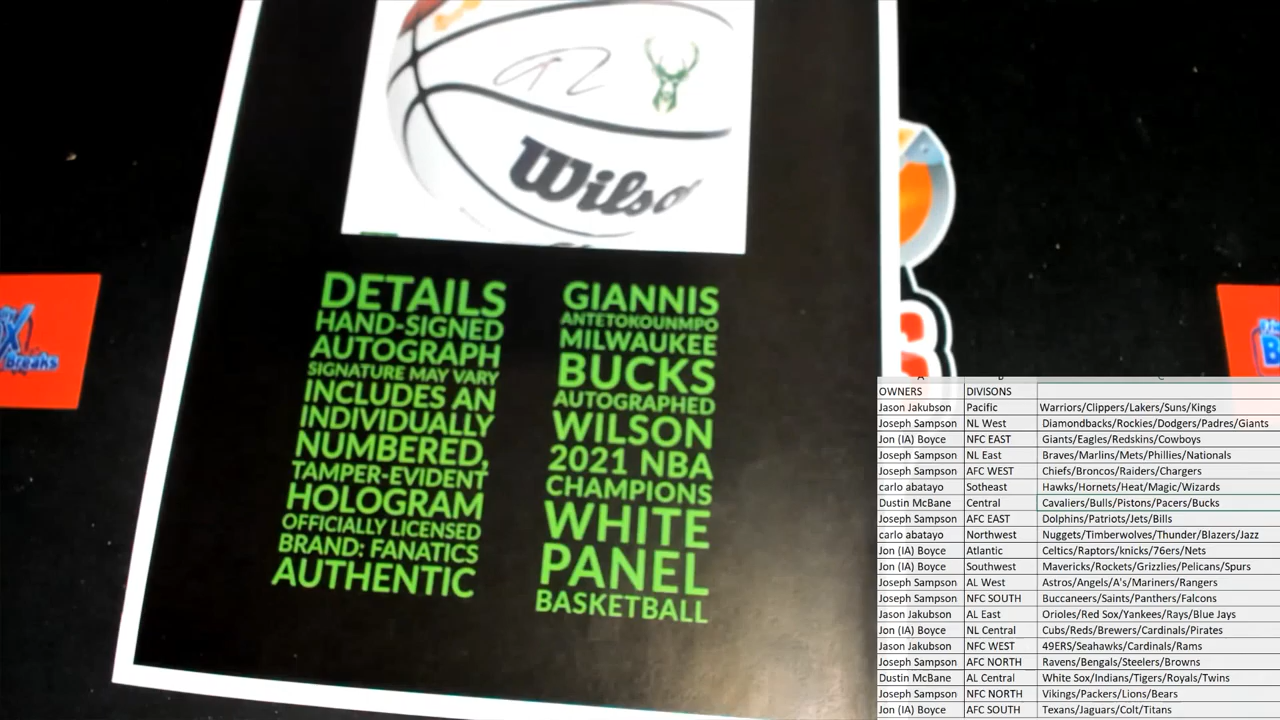 Wilso
DETAILS
HAND-SIGNED
AUTOGRAPH
SIGNATURE MAY VARY
INCLUDES AN
INDIVIDUALLY
NUMBERED,
TAMPER-EVIDENT
HOLOGRAM
OFFICIALLY LICENSED
BRAND: FANATICS
AUTHENTIC
GIANNIS
ANTETOKOUNMPO
MILWAUKEE
BUCKS
AUTOGRAPHED
WILSON
2021 NBA
CHAMPIONS
WHITE
PANEL
BASKETBALL
X
Breaks
B
B
OWNERS DIVISONS
Jason Jakubson Pacific Warriors/Clippers/Lakers/Suns/Kings
Joseph Sampson NL West Diamondbacks/Rockies/Dodgers/Padres/Giants
Jon (IA) Boyce NFC EAST Giants/Eagles/Redskins/Cowboys
Joseph Sampson NL East Braves/Marlins/Mets/Phillies/Nationals
Joseph Sampson AFC WEST Chiefs/Broncos/Raiders/Chargers
carlo abatayo Sotheast Hawks/Hornets/Heat/Magic/Wizards
Dustin McBane Central Cavaliers/Bulls/Pistons/Pacers/Bucks
Joseph Sampson AFC EAST Dolphins/Patriots/Jets/Bills
carlo abatayo Northwest Nuggets/Timberwolves/Thunder/Blazers/Jazz
Jon (IA) Boyce Atlantic Celtics/Raptors/knicks/76ers/Nets
Jon (IA) Boyce Southwest Mavericks/Rockets/Grizzlies/Pelicans/Spurs
Joseph Sampson AL West Astros/Angels/A's/Mariners/Rangers
Joseph Sampson NFC SOUTH Buccaneers/Saints/Panthers/Falcons
Jason Jakubson AL East Orioles/Red Sox/Yankees/Rays/Blue Jays
Jon (IA) Boyce NL Central Cubs/Reds/Brewers/Cardinals/Pirates
Jason Jakubson NFC WEST 49ERS/Seahawks/Cardinals/Rams
Joseph Sampson AFC NORTH Ravens/Bengals/Steelers/Browns
Dustin McBane AL Central White Sox/Indians/Tigers/Royals/Twins
Joseph Sampson NFC NORTH Vikings/Packers/Lions/Bears
Jon (IA) Boyce AFC SOUTH Texans/Jaguars/Colt/Titans